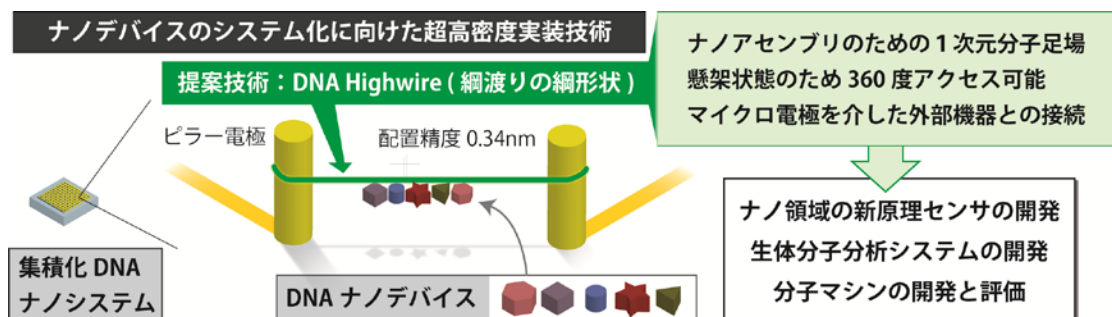 ナノデバイスのシステム化に向けた超高密度実装技術
提案技術：DNA Highwire ( 綱渡りの綱形状 )
ナノアセンブリのための 1 次元分子足場
懸架状態のため 360 度アクセス可能
マイクロ電極を介した外部機器との接続
ピラー電極
配置精度 0.34nm
集積化 DNA
ナノシステム
DNA ナノデバイス
ナノ領域の新原理センサの開発
生体分子分析システムの開発
分子マシンの開発と評価